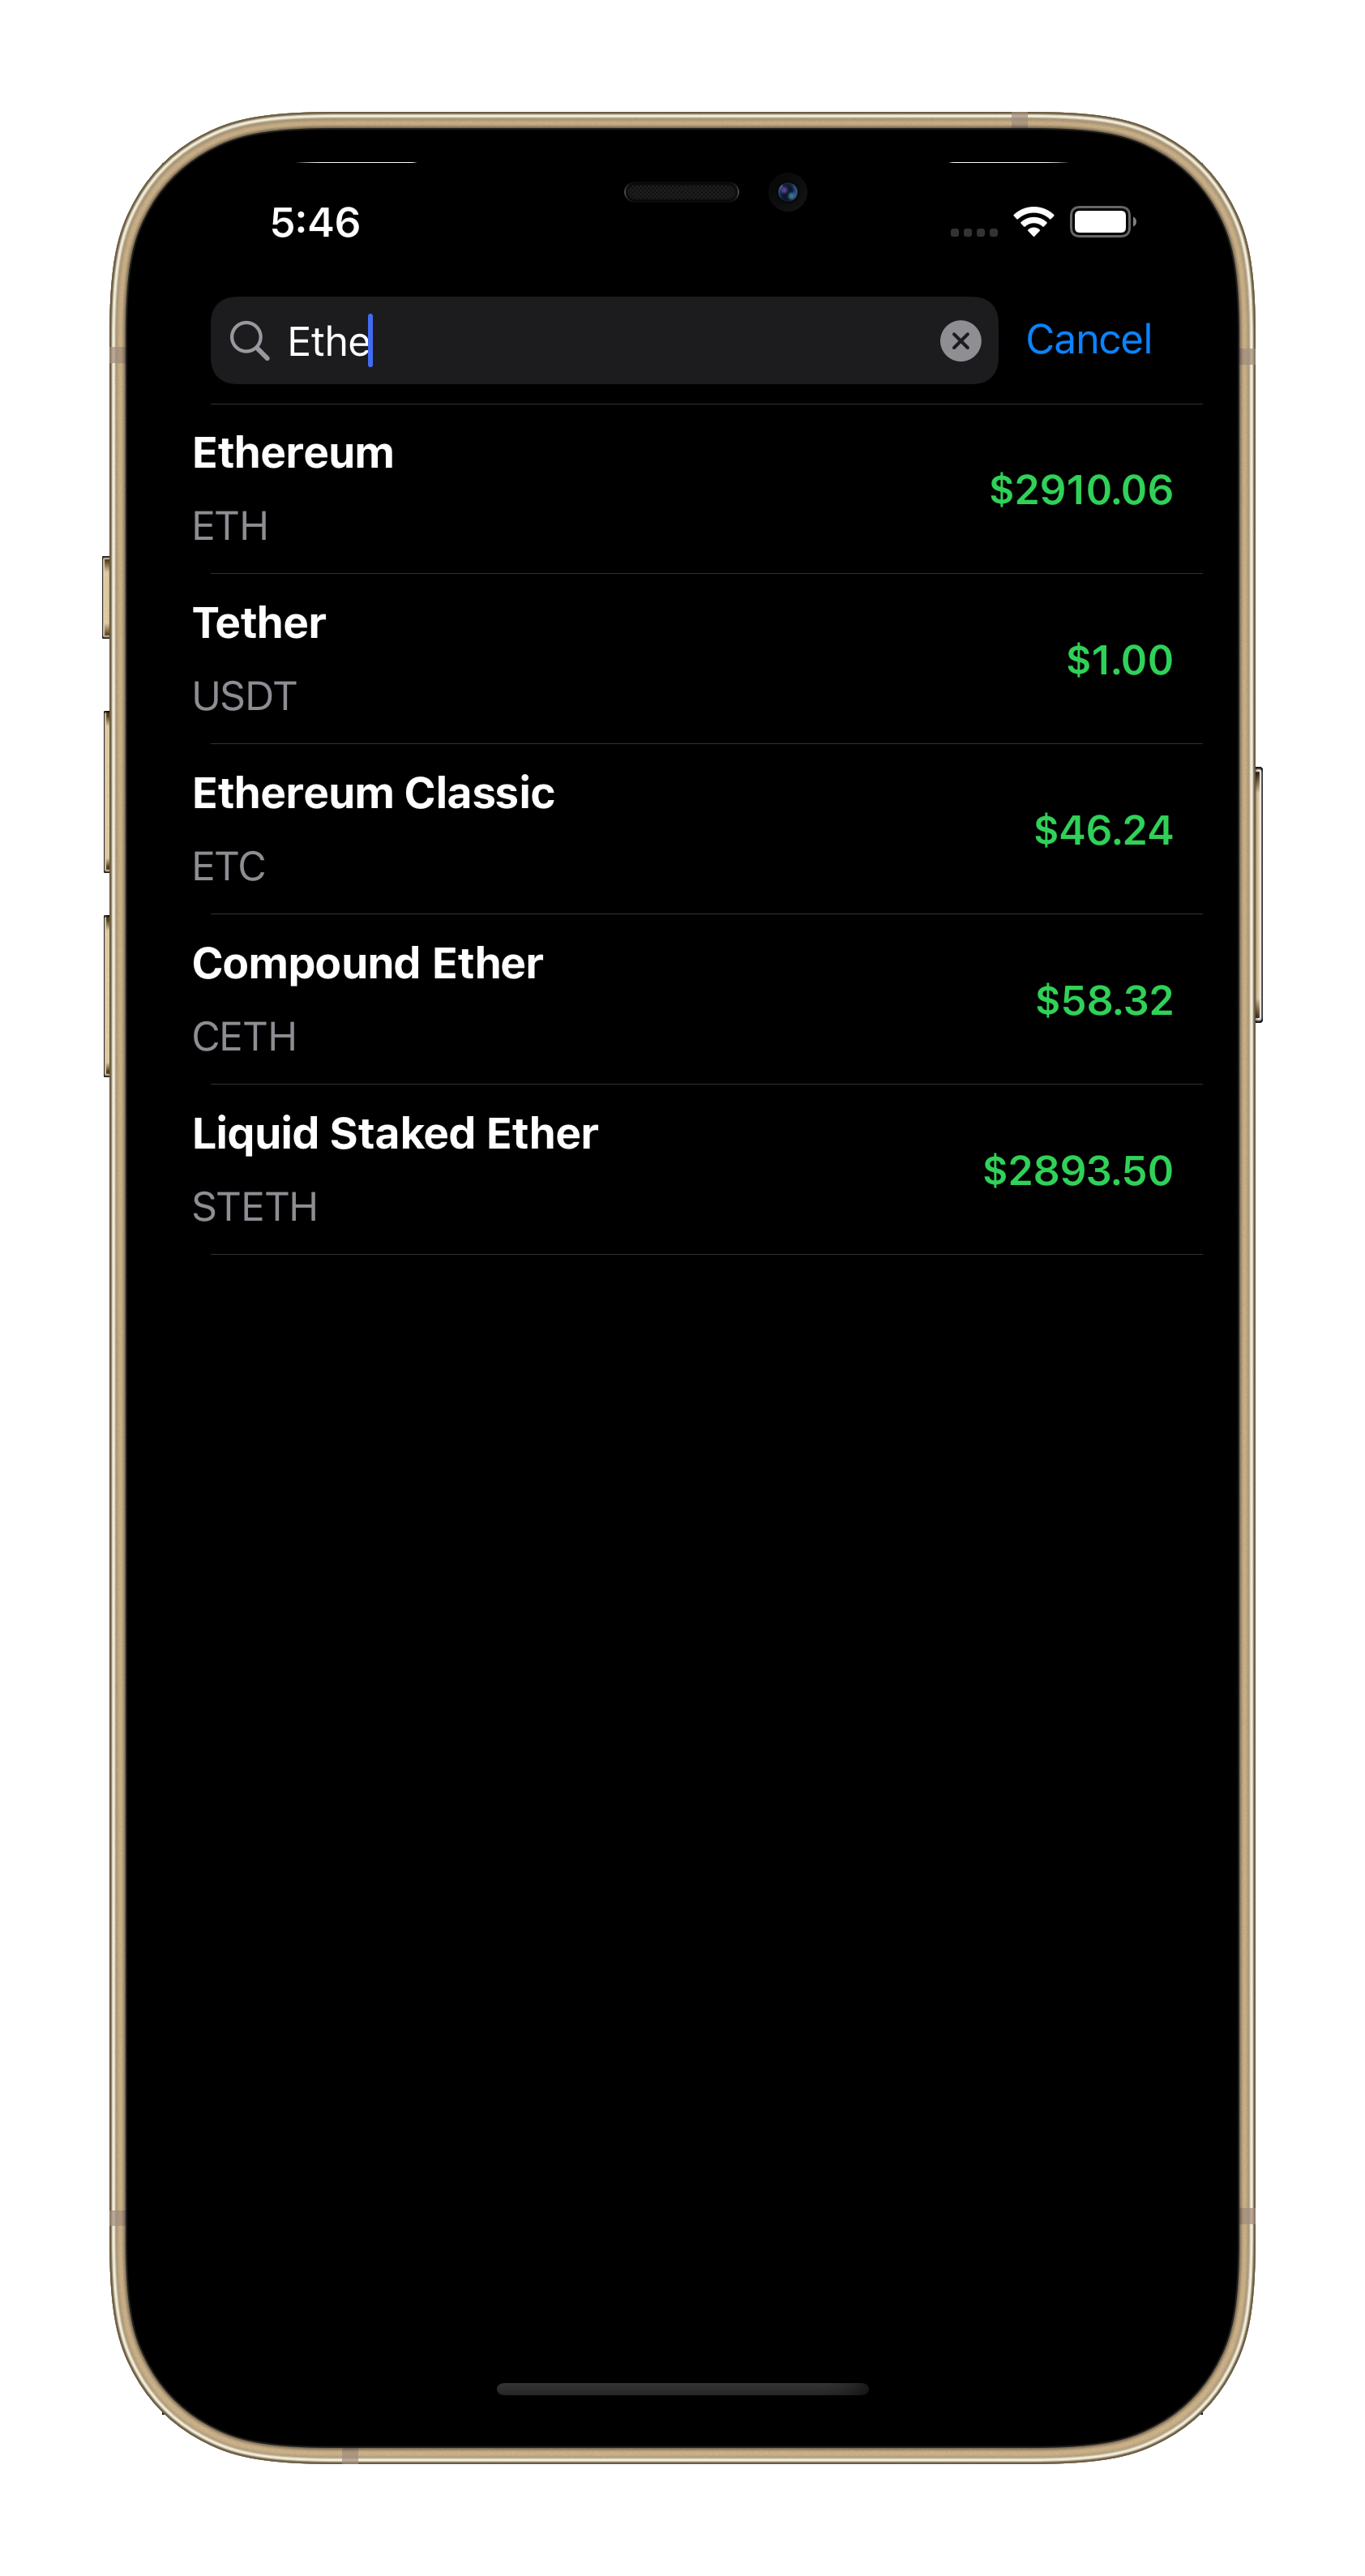 5:46
Ethe
Cancel
Ethereum
$2910.06
ETH
Tether
$1.00
USDT
Ethereum Classic
$46.24
ETC
Compound Ether
$58.32
CETH
Liquid Staked Ether
$2893.50
STETH